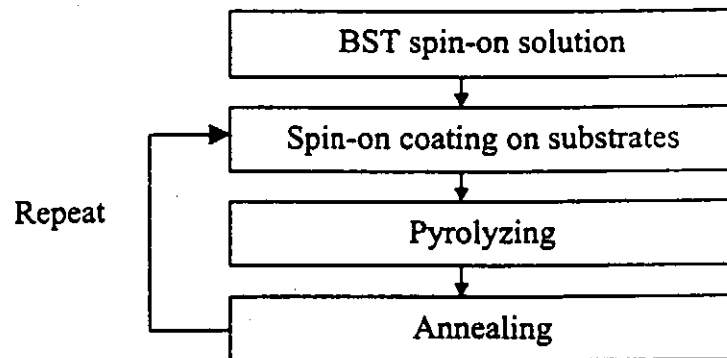 BST spin-on solution
Spin-on coating on substrates
Repeat
Pyrolyzing
Annealing